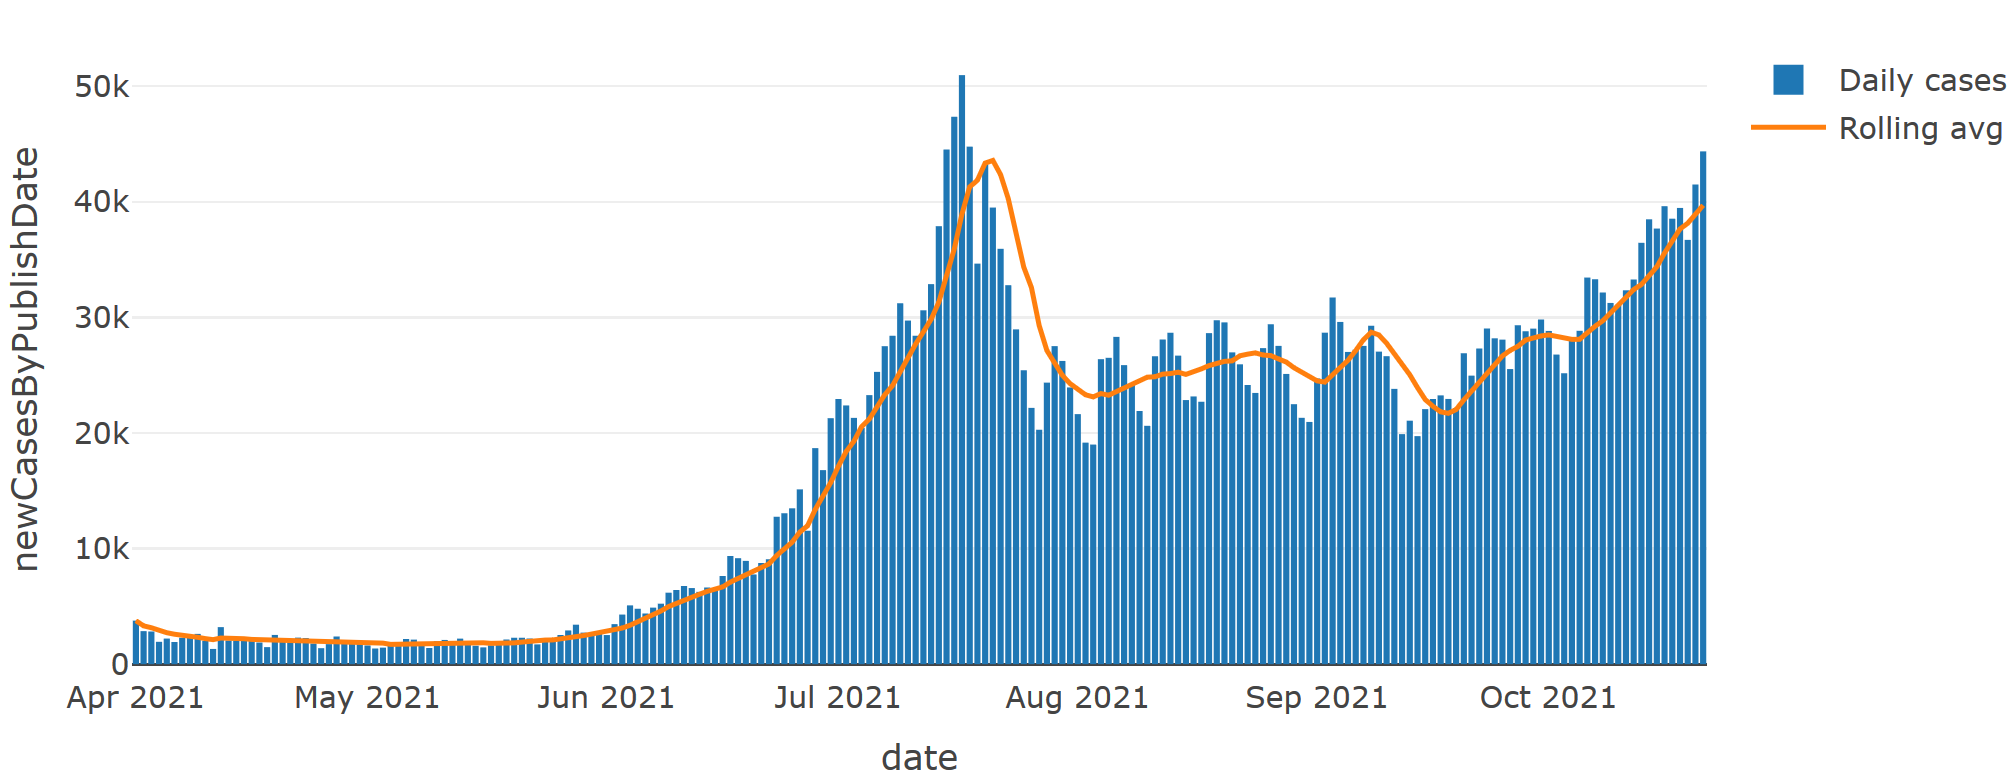 50k
40k
30k
20k
10k
0
newCasesByPublishDate
Apr 2021
May 2021
Jun 2021
Jul 2021
Aug 2021
Sep 2021
Oct 2021
date
Daily cases
Rolling avg